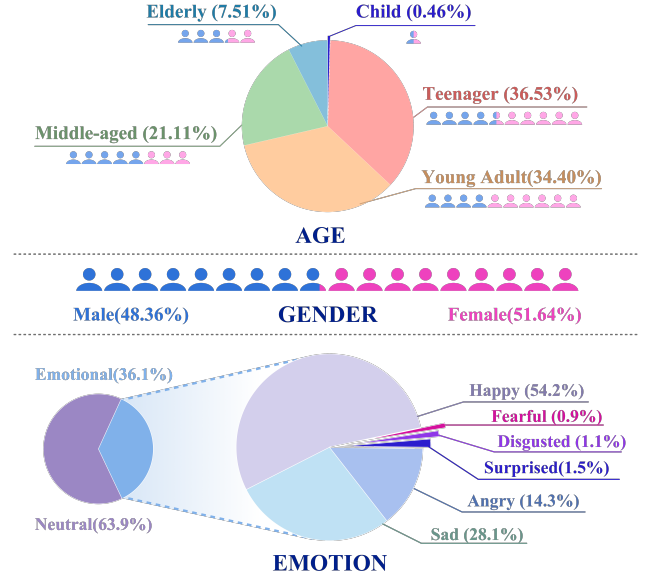 Elderly (7.51%)
Child (0.46%)
Teenager (36.53%)
Middle-aged (21.11%)
Young Adult(34.40%)
AGE
Male(48.36%)
GENDER
Female(51.64%)
Emotional(36.1%)
Happy (54.2%)
Fearful (0.9%)
Disgusted (1.1%)
Surprised(1.5%)
Angry (14.3%)
Neutral(63.9%)
Sad (28.1%)
EMOTION